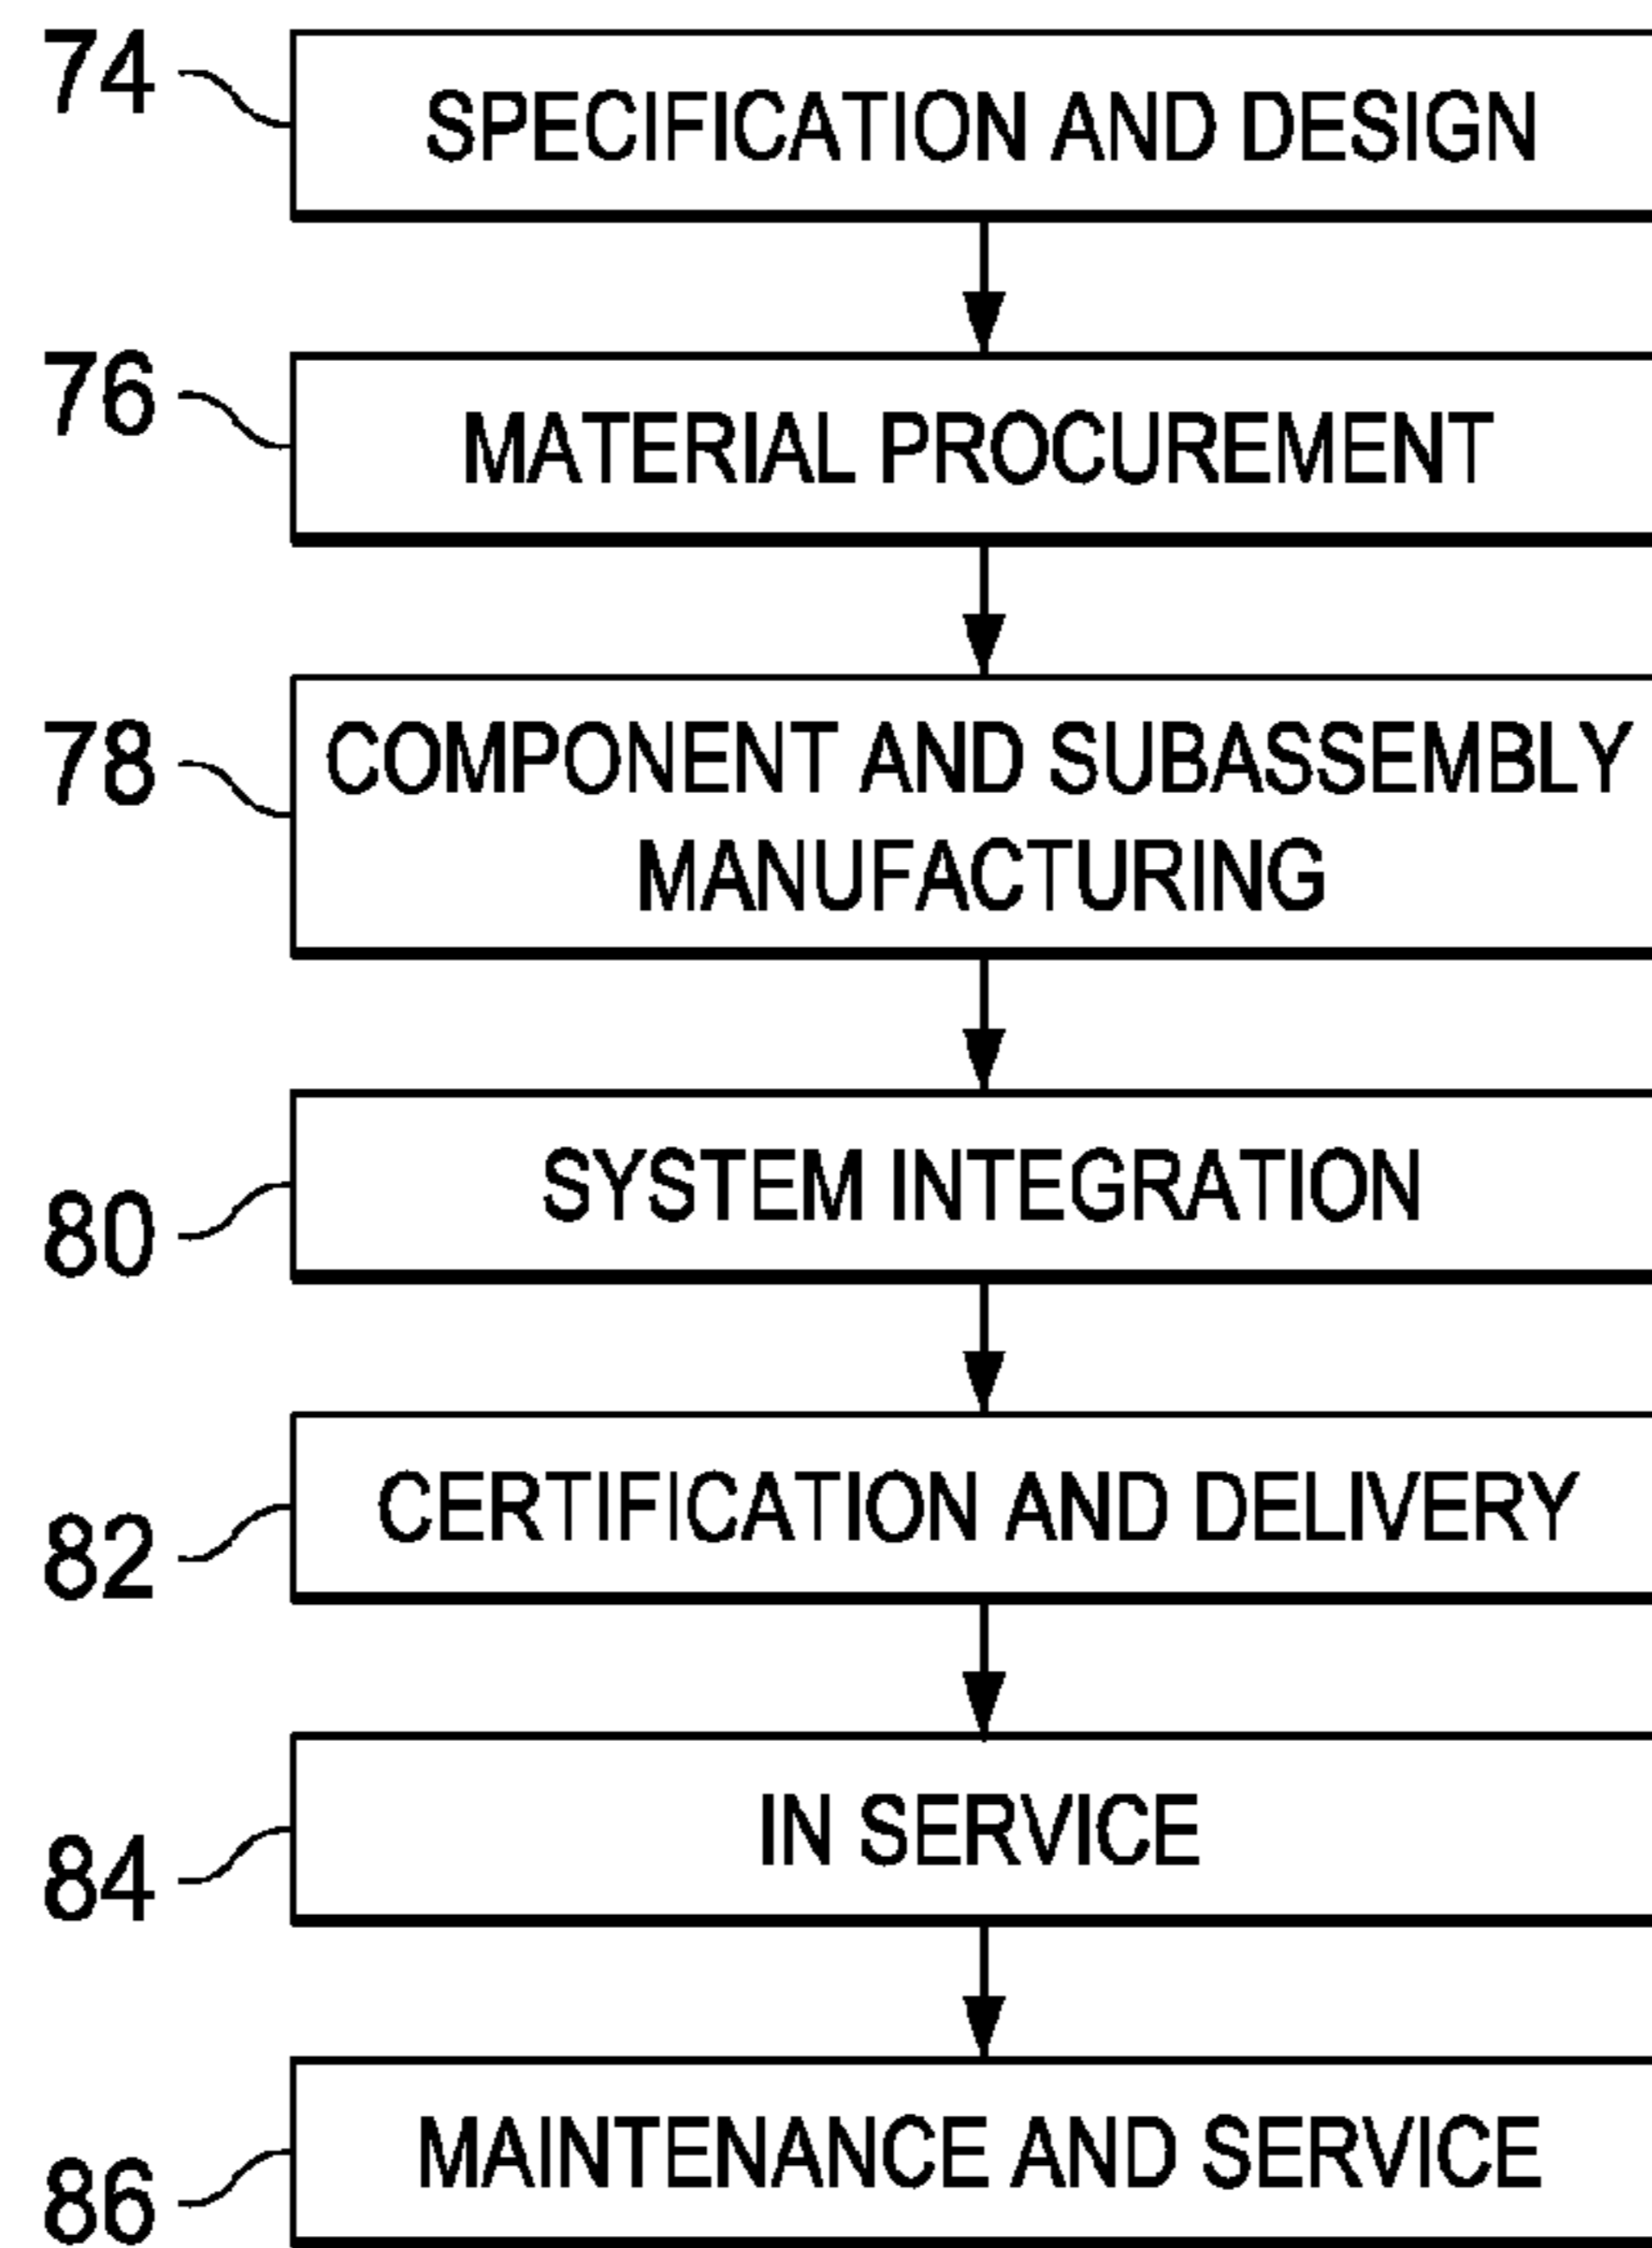 74 SPECIFICATION AND DESIGN
76 MATERIAL PROCUREMENT
78 COMPONENT AND SUBASSEMBLY
MANUFACTURING
80 SYSTEM INTEGRATION
82 CERTIFICATION AND DELIVERY
84 IN SERVICE
86 MAINTENANCE AND SERVICE